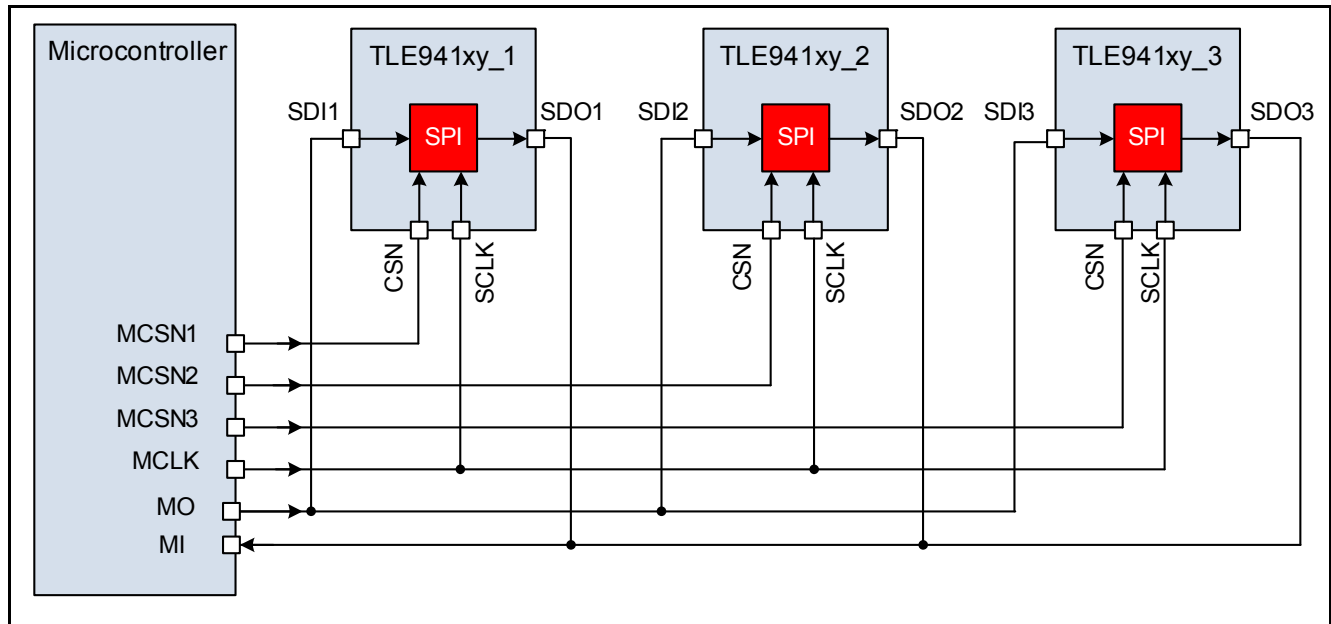 Microcontroller
TLE941xy_1
TLE941xy_2
TLE941xy_3
SDI1
SPI
SDO1
SDI2
SPI
SDO2
SDI3
SPI
SDO3
CSN
SCLK
CSN
SCLK
CSN
SCLK
MCSN1
MCSN2
MCSN3
MCLK
MO
MI